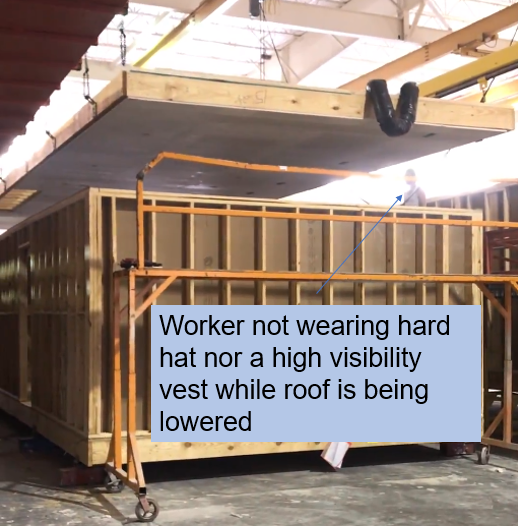 Worker not wearing hard
hat nor a high visibility
vest while roof is being
lowered